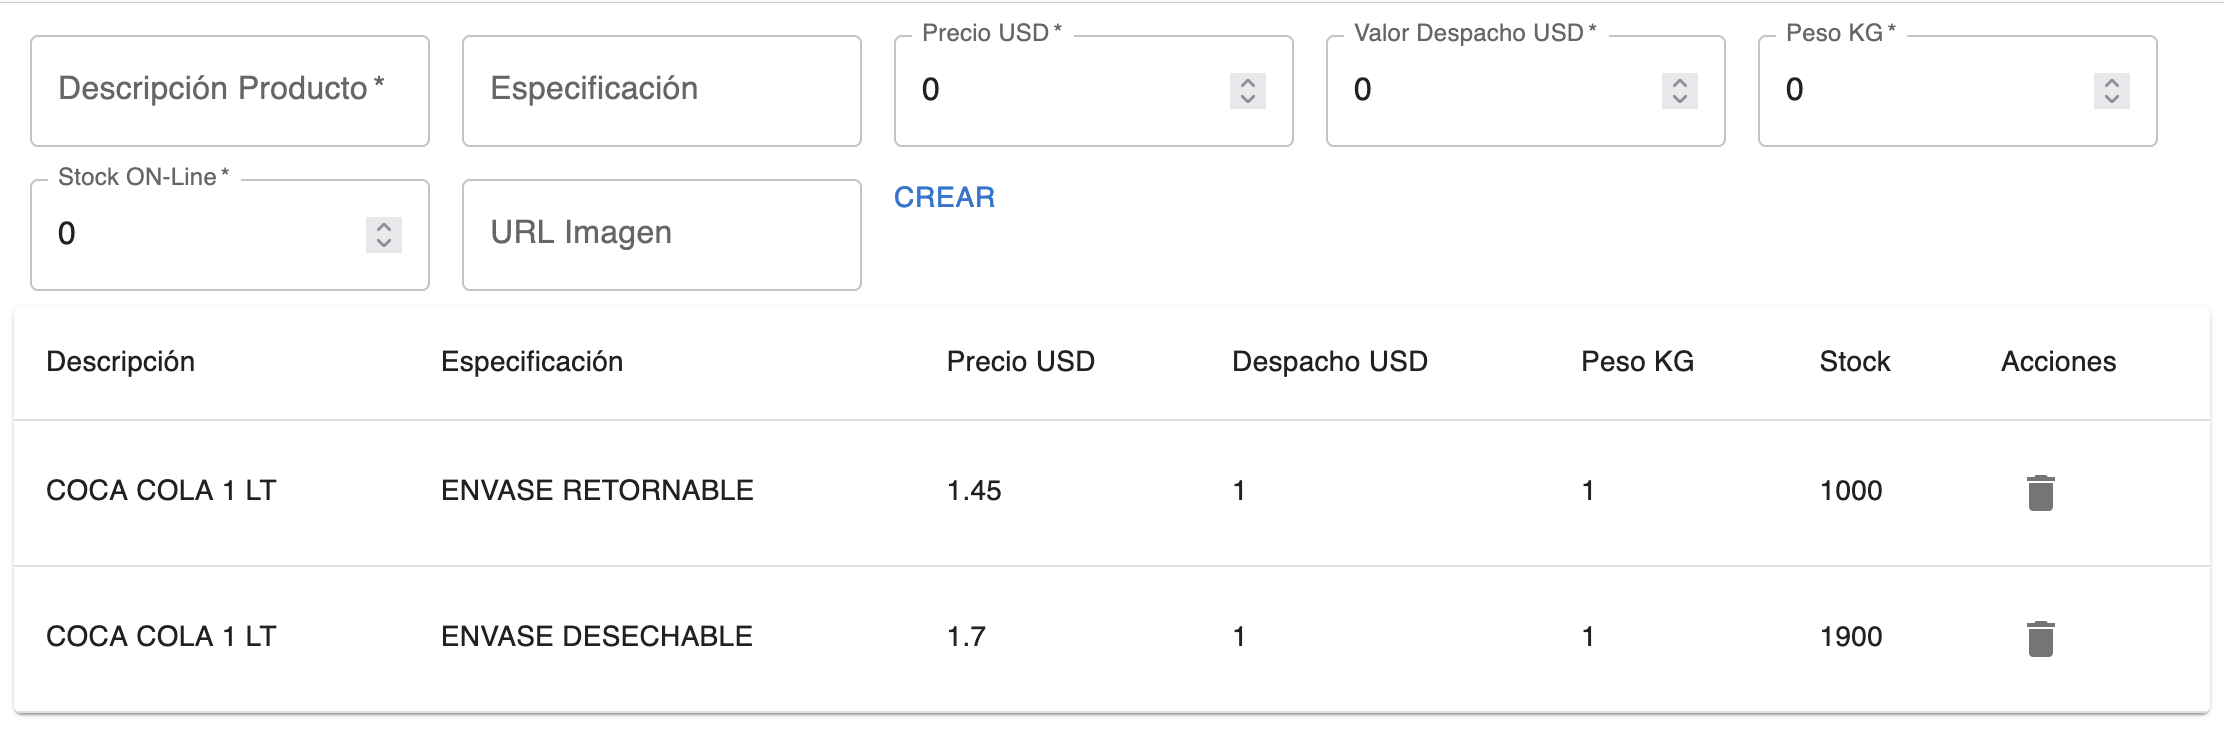 Precio USD *
Valor Despacho USD *
Peso KG *
Descripción Producto *
Especificación
0
0
0
Stock ON-Line *
0
URL Imagen
CREAR
Descripción Especificación Precio USD Despacho USD Peso KG Stock Acciones
COCA COLA 1 LT ENVASE RETORNABLE 1.45 1 1 1000
COCA COLA 1 LT ENVASE DESECHABLE 1.7 1 1 1900